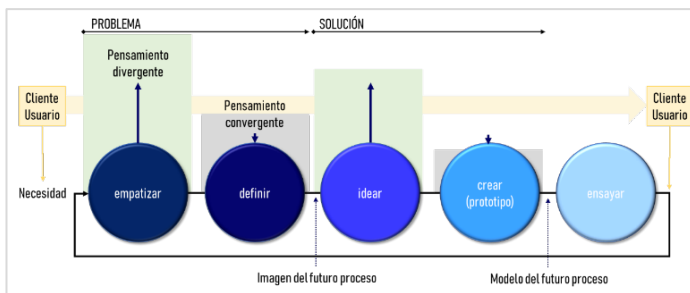 PROBLEMA
SOLUCIÓN
Pensamiento
divergente
Cliente
Usuario
Pensamiento
convergente
Cliente
Usuario
Necesidad
empatizar
definir
idear
crear
(prototipo)
ensayar
Imagen del futuro proceso
Modelo del futuro proceso